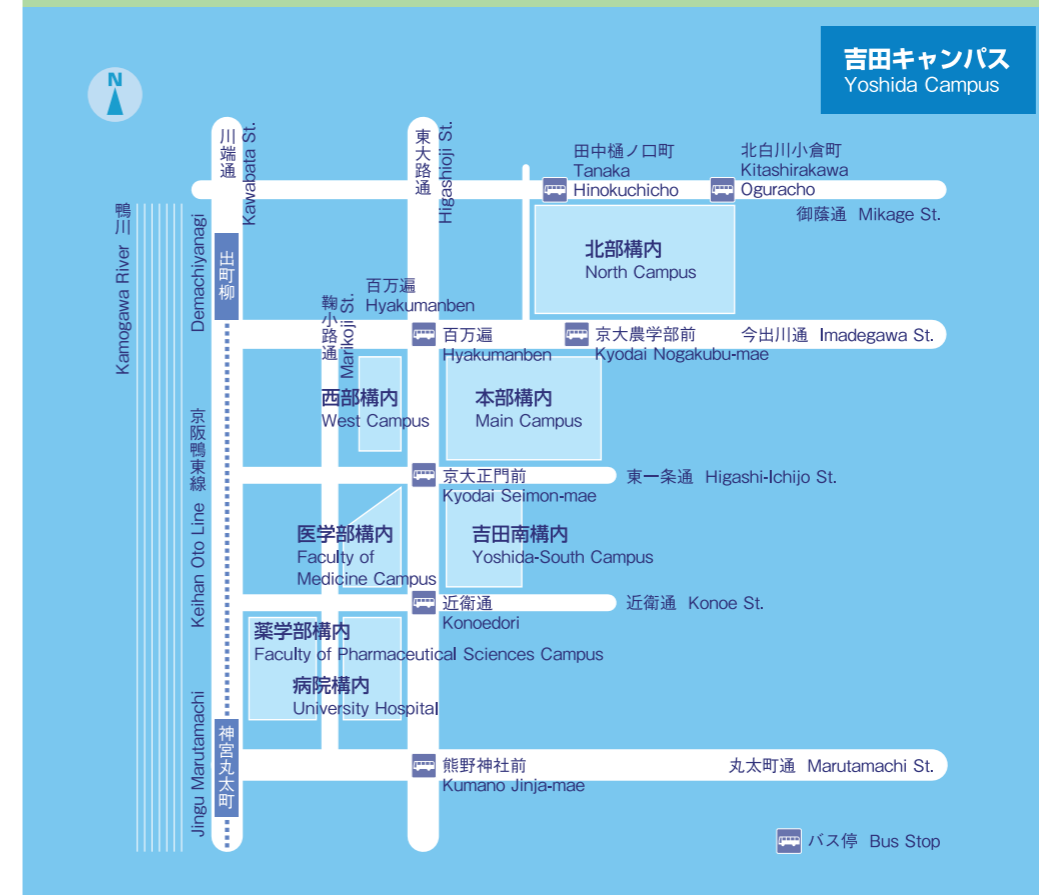 吉田キャンパス
Yoshida Campus
N
川端通
Kawabata St.
東大路通
Higashioji St.
田中樋ノ口町
Tanaka
Hinokuchicho
北白川小倉町
Kitashirakawa
Oguracho
御蔭通 Mikage St.
鴨川
Kamogawa River
Demachiyanagi
出町柳
北部構内
North Campus
鞠小路通
Marikoji St.
百万遍
Hyakumanben
百万遍
Hyakumanben
京大農学部前
Kyodai Nogakubu-mae
今出川通 Imadegawa St.
西部構内
West Campus
本部構内
Main Campus
京阪鴨東線
Keihan Oto Line
京大正門前
Kyodai Seimon-mae
東一条通 Higashi-Ichijo St.
医学部構内
Faculty of
Medicine Campus
吉田南構内
Yoshida-South Campus
近衛通
Konoedori
近衛通 Konoe St.
薬学部構内
Faculty of Pharmaceutical Sciences Campus
病院構内
University Hospital
Jingu Marutamachi
神宮丸太町
熊野神社前
Kumano Jinja-mae
丸太町通 Marutamachi St.
バス停 Bus Stop